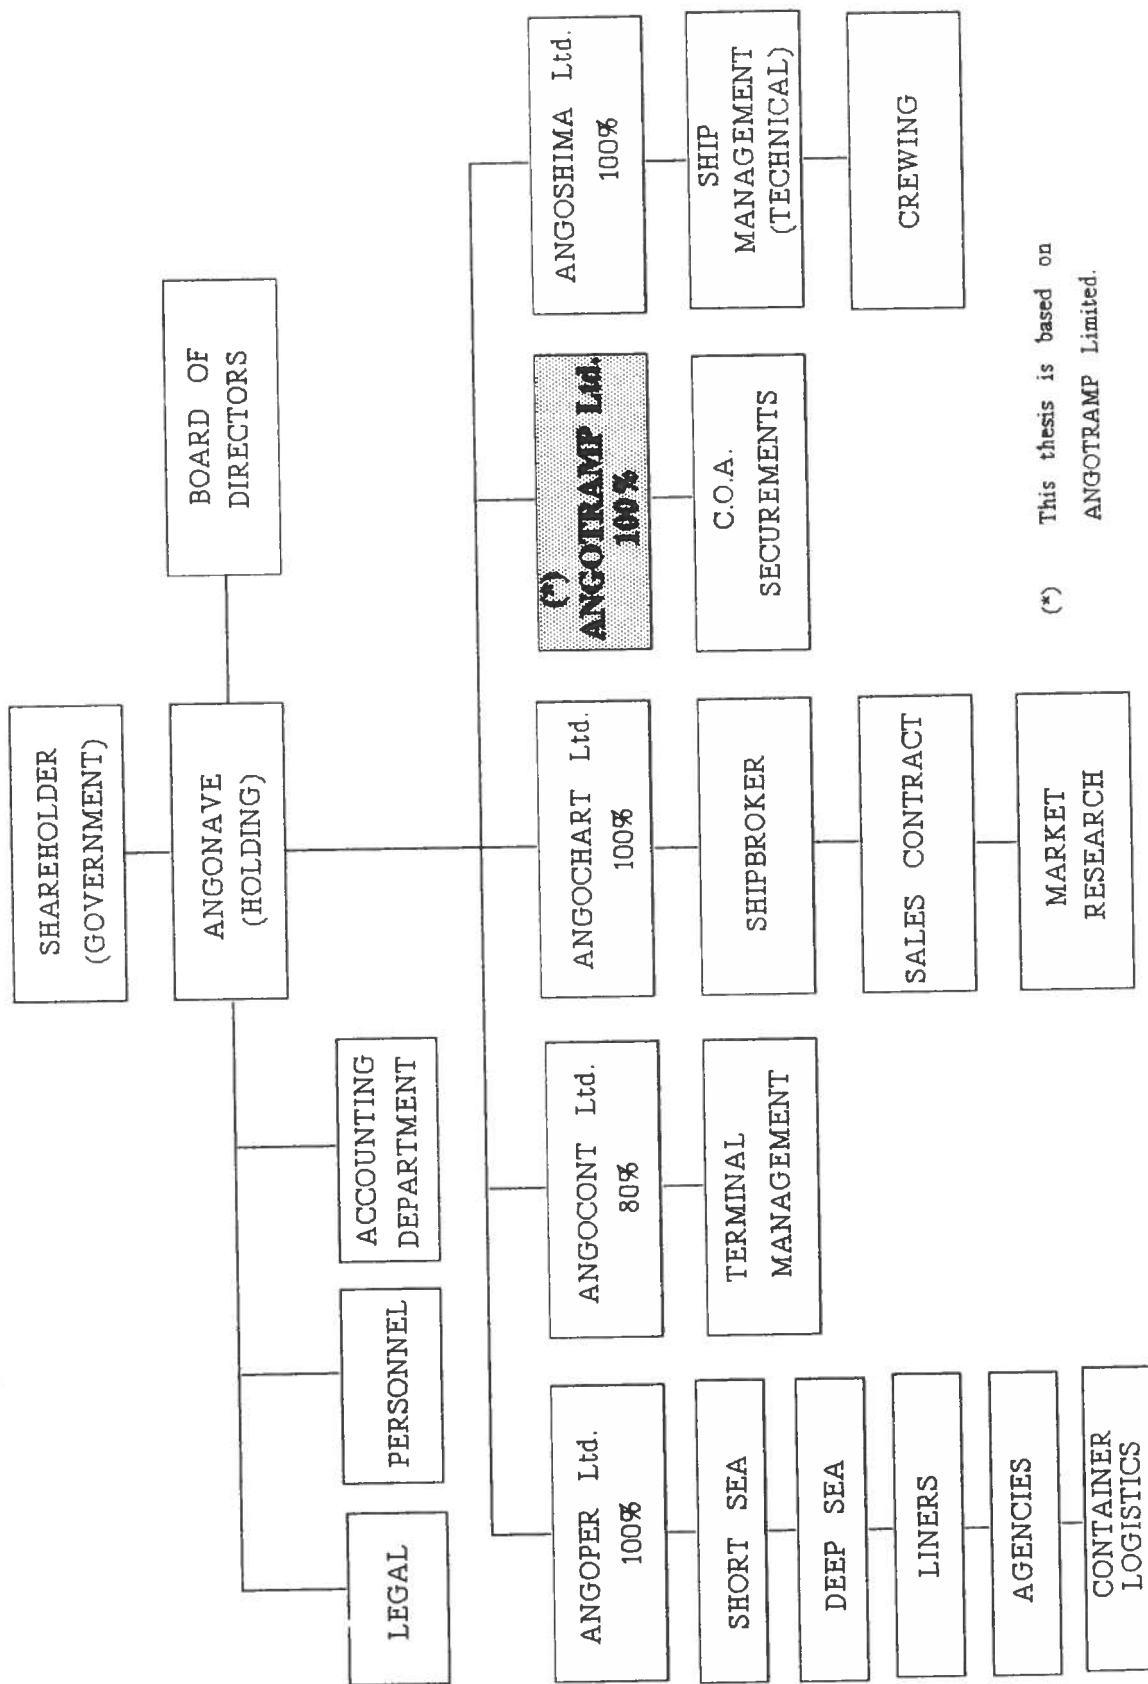 SHAREHOLDER
(GOVERNMENT)
ANGONAVE
(HOLDING)
BOARD OF
DIRECTORS
LEGAL
PERSONNEL
ACCOUNTING
DEPARTMENT
ANGOPER Ltd.
100%
SHORT SEA
DEEP SEA
LINERS
AGENCIES
CONTAINER
LOGISTICS
ANGOCONT Ltd.
80%
TERMINAL
MANAGEMENT
ANGOCHART Ltd.
100%
SHIPBROKER
SALES CONTRACT
MARKET
RESEARCH
(*)
ANGOTRAMP Ltd.
100%
C.O.A.
SECUREMENTS
ANGOSHIMA Ltd.
100%
SHIP
MANAGEMENT
(TECHNICAL)
CREWING
(*) This thesis is based on
ANGOTRAMP Limited.